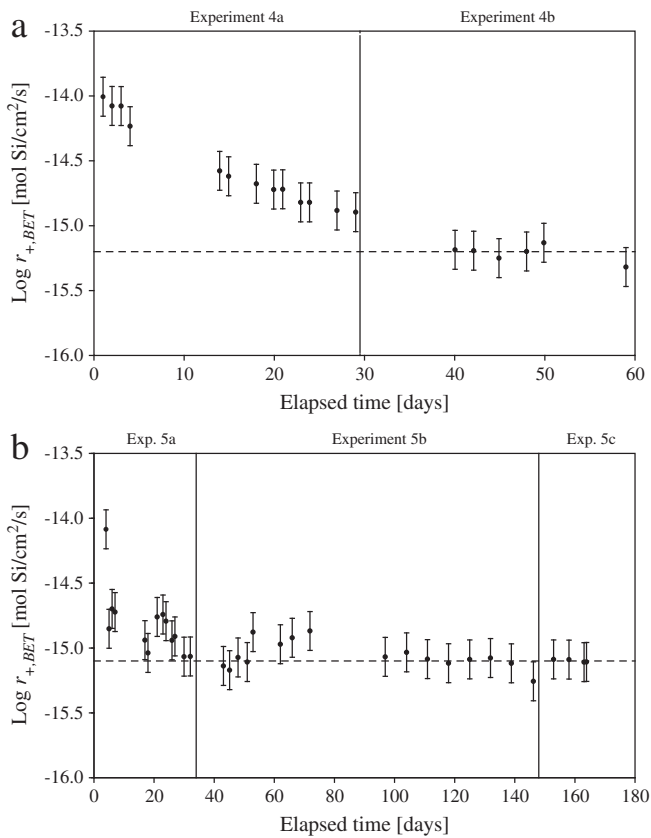 a
Experiment 4a Experiment 4b
-13.5
-14.0
-14.5
-15.0
-15.5
-16.0
Log r+,BET [mol Si/cm2/s]
0 10 20 30 40 50 60
Elapsed time [days]
b
Exp. 5a Experiment 5b Exp. 5c
-13.5
-14.0
-14.5
-15.0
-15.5
-16.0
Log r+,BET [mol Si/cm2/s]
0 20 40 60 80 100 120 140 160 180
Elapsed time [days]